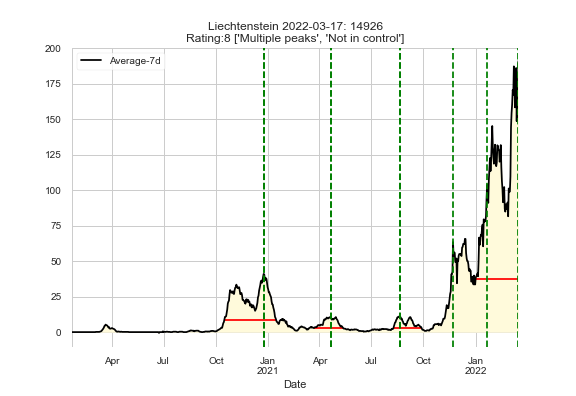 Liechtenstein 2022-03-17: 14926
Rating:8 ['Multiple peaks', 'Not in control']
Average-7d
200
175
150
125
100
75
50
25
0
Apr Jul Oct Jan Apr Jul Oct Jan
2021 2022
Date